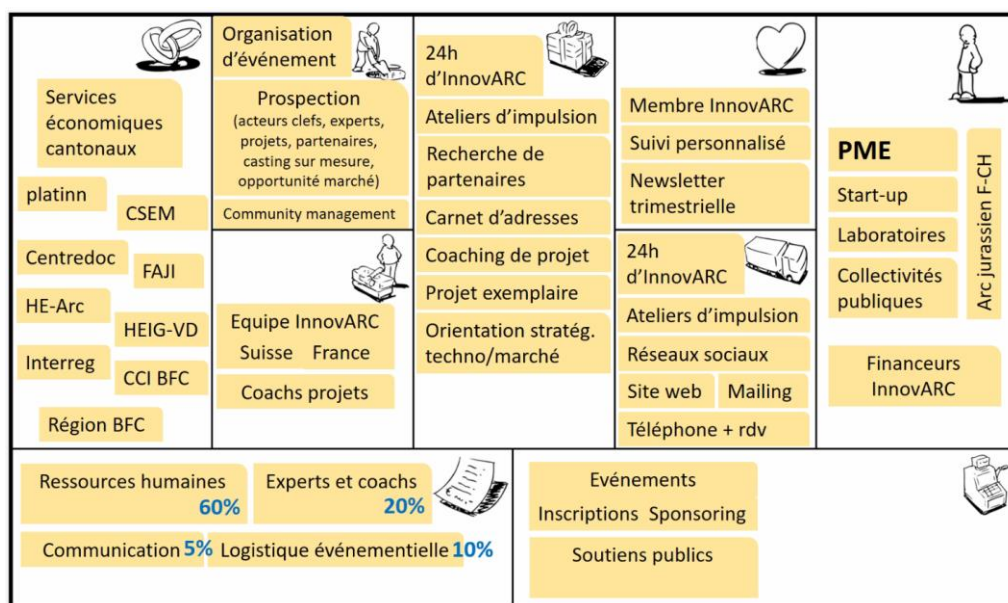 Services
économiques
cantonaux
platinn
CSEM
Centredoc
FAJI
HE-Arc
HEIG-VD
Interreg
CCI BFC
Région BFC
Organisation
d’événement
Prospection
(acteurs clefs, experts,
projets, partenaires,
casting sur mesure,
opportunité marché)
Community management
Equipe InnovARC
Suisse France
Coachs projets
24h
d’InnovARC
Ateliers d’impulsion
Recherche de
partenaires
Carnet d’adresses
Coaching de projet
Projet exemplaire
Orientation stratég.
techno/marché
Membre InnovARC
Suivi personnalisé
Newsletter
trimestrielle
24h
d’InnovARC
Ateliers d’impulsion
Réseaux sociaux
Site web
Mailing
Téléphone + rdv
PME
Start-up
Laboratoires
Collectivités
publiques
Arc jurassien F-CH
Financeurs
InnovARC
Ressources humaines
60%
Experts et coachs
20%
Communication 5%
Logistique événementielle 10%
Evénements
Inscriptions Sponsoring
Soutiens publics